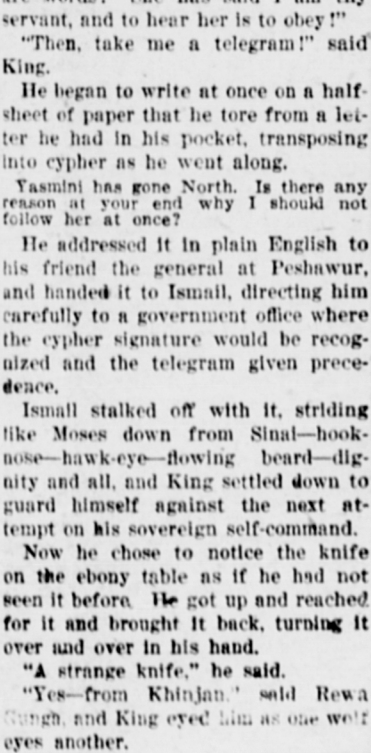 servant, and to hear her is to obey!"
"Then, take me a telegram!" said
King.
He began to write at once on a half-
sheet of paper that he tore from a let-
ter he had in his pocket, transposing
into cypher as he went along.
Yasmini has gone North. Is there any
reason at your end why I should not
follow her at once?
He addressed it in plain English to
his friend the general at Peshawur,
and handed it to Ismail, directing him
carefully to a government office where
the cypher signature would be recog-
nized and the telegram given prece-
dence.
Ismail stalked off with it, striding
like Moses down from Sinai—hook-
nose—hawk-eye—flowing beard—dig-
nity and all, and King settled down to
guard himself against the next at-
tempt on his sovereign self-command.
Now he chose to notice the knife
on the ebony table as if he had not
seen it before. He got up and reached
for it and brought it back, turning it
over and over in his hand.
"A strange knife," he said.
"Yes—from Khinjan," said Rewa
Gungh, and King eyed him as one wolf
eyes another.